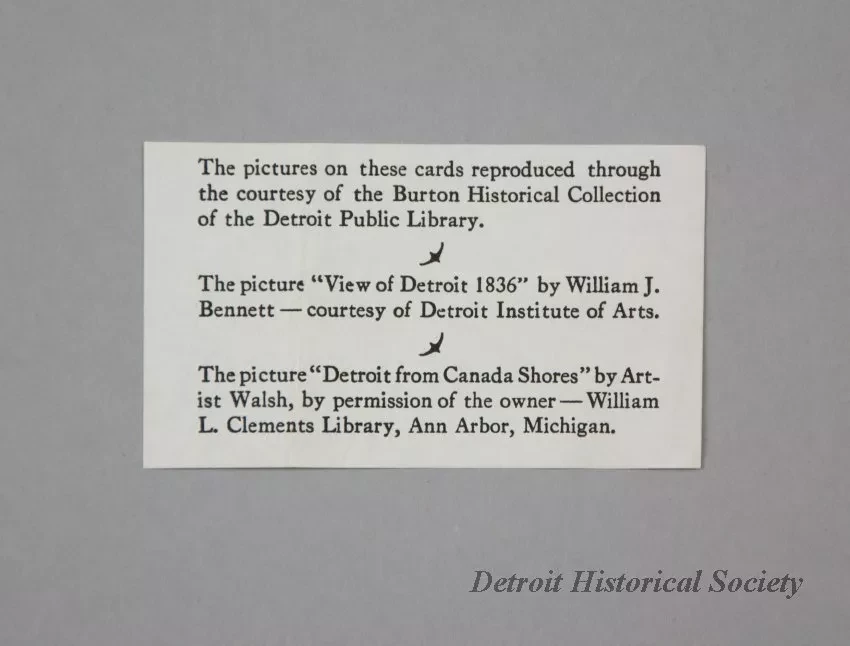 The pictures on these cards reproduced through
the courtesy of the Burton Historical Collection
of the Detroit Public Library.
The picture “View of Detroit 1836” by William J.
Bennett — courtesy of Detroit Institute of Arts.
The picture “Detroit from Canada Shores” by Art-
ist Walsh, by permission of the owner — William
L. Clements Library, Ann Arbor, Michigan.
Detroit Historical Society